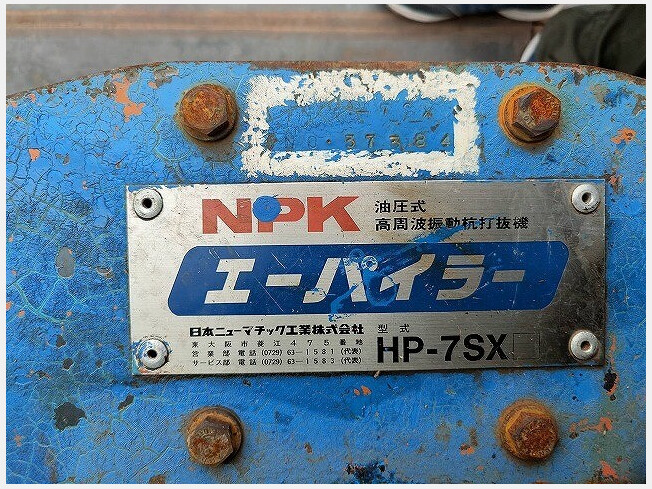 NO.37384
NPK
油圧式
高周波振動杭打抜機
エーパイラー
日本ニューマチック工業株式会社
東大阪市菱江475番地
営業部 電話 (0729) 63-1581 (代表)
サービス部 電話 (0729) 63-1583 (代表)
型式
HP-7SX